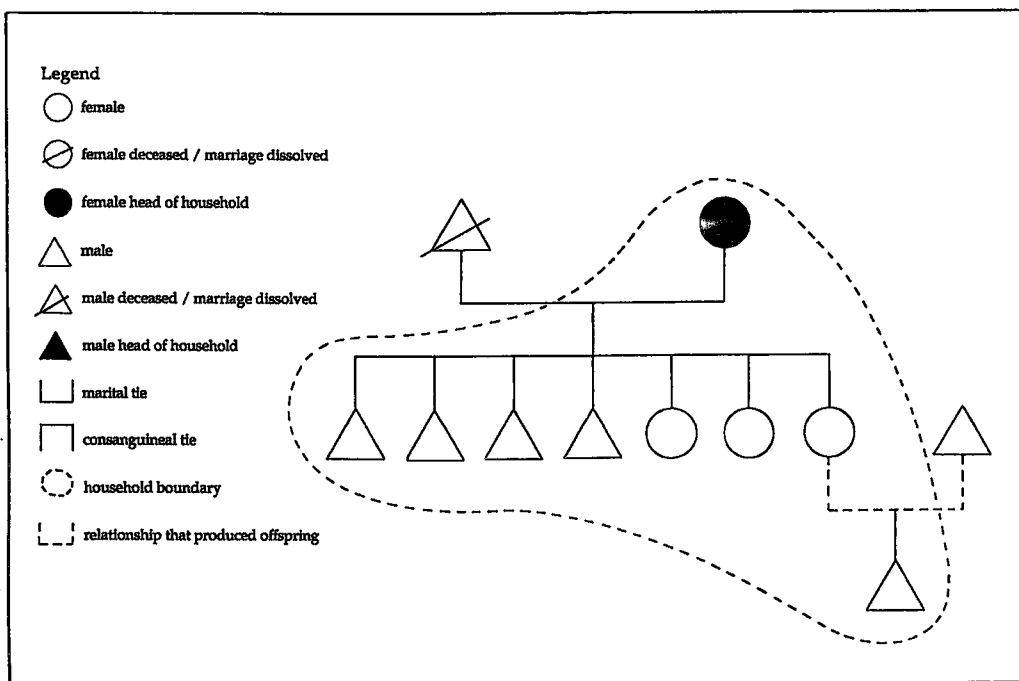 Legend
female
female deceased / marriage dissolved
female head of household
male
male deceased / marriage dissolved
male head of household
marital tie
consanguineal tie
household boundary
relationship that produced offspring